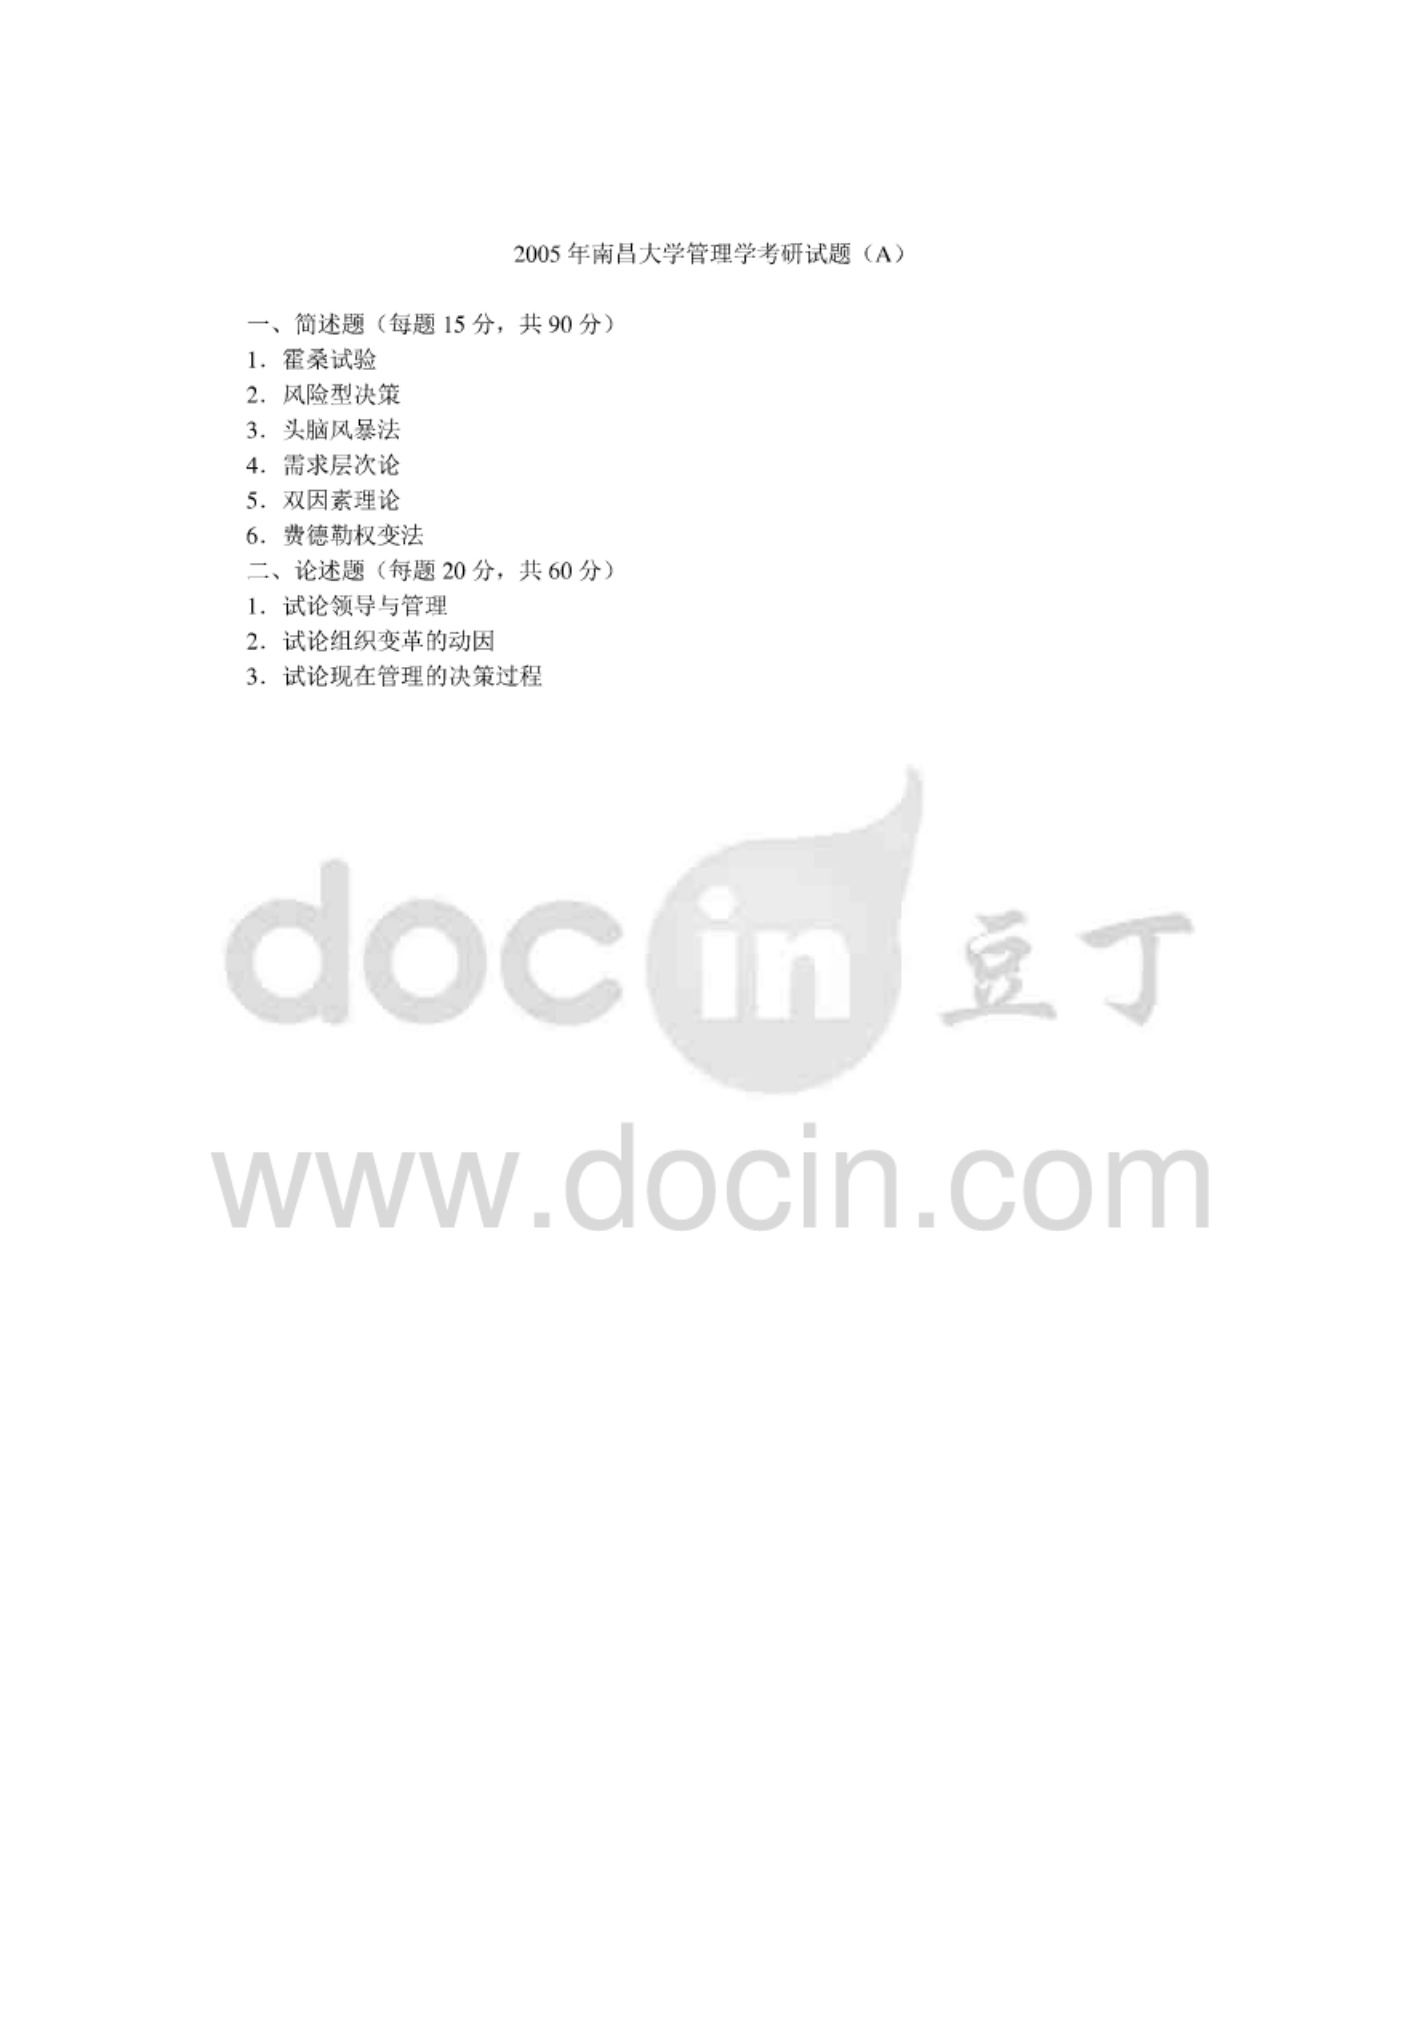 2005 年南昌大学管理学考研试题（A）
一、简述题（每题 15 分，共 90 分）
1．霍桑试验
2．风险型决策
3．头脑风暴法
4．需求层次论
5．双因素理论
6．费德勒权变法
二、论述题（每题 20 分，共 60 分）
1．试论领导与管理
2．试论组织变革的动因
3．试论现在管理的决策过程
docin 豆丁
www.docin.com